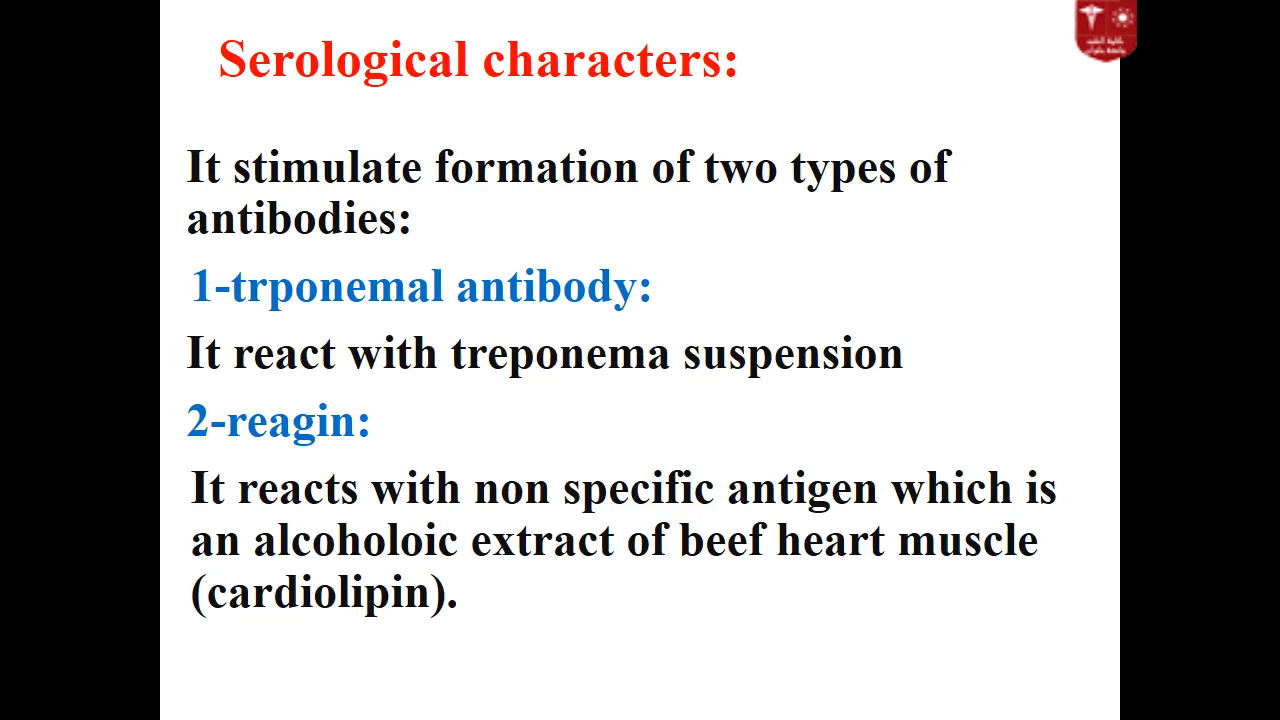 Serological characters:
It stimulate formation of two types of
antibodies:
1-trponemal antibody:
It react with treponema suspension
2-reagin:
It reacts with non specific antigen which is
an alcoholoic extract of beef heart muscle
(cardiolipin).